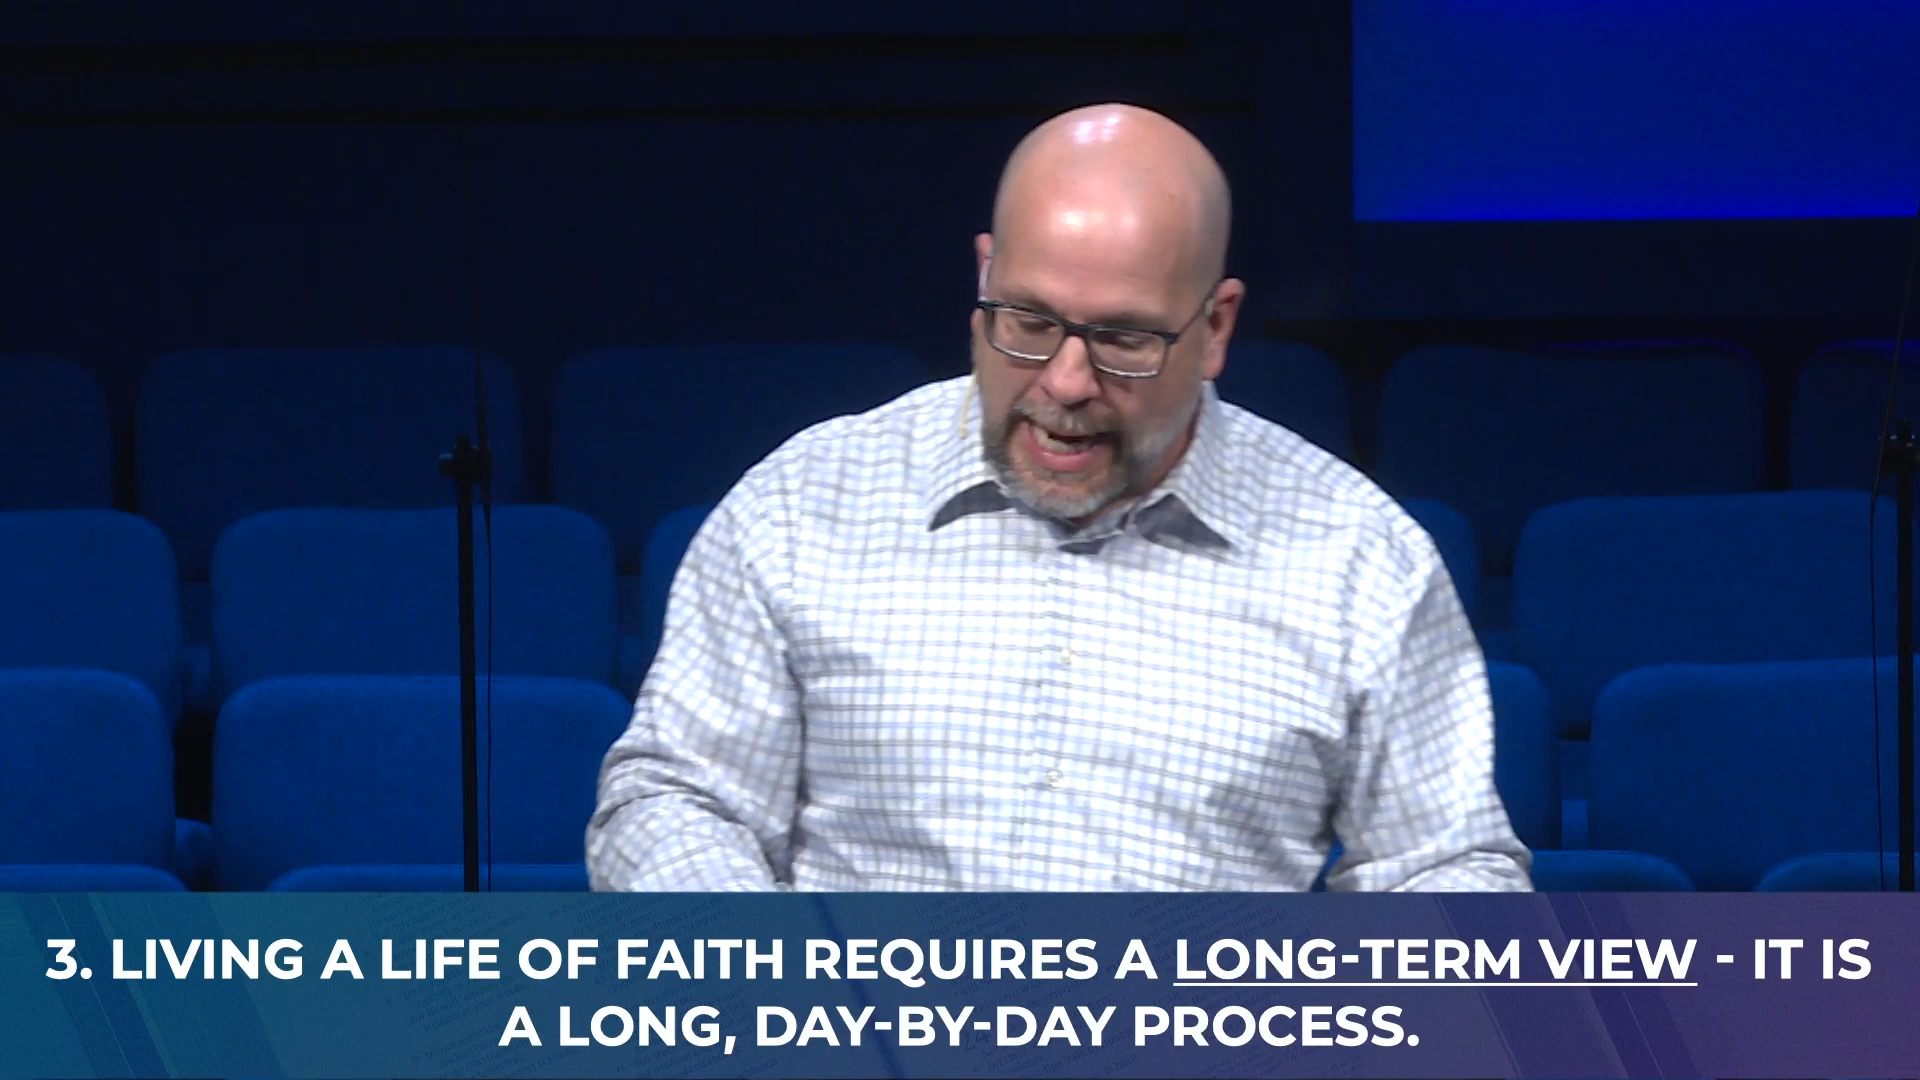 3. LIVING A LIFE OF FAITH REQUIRES A LONG-TERM VIEW - IT IS
A LONG, DAY-BY-DAY PROCESS.